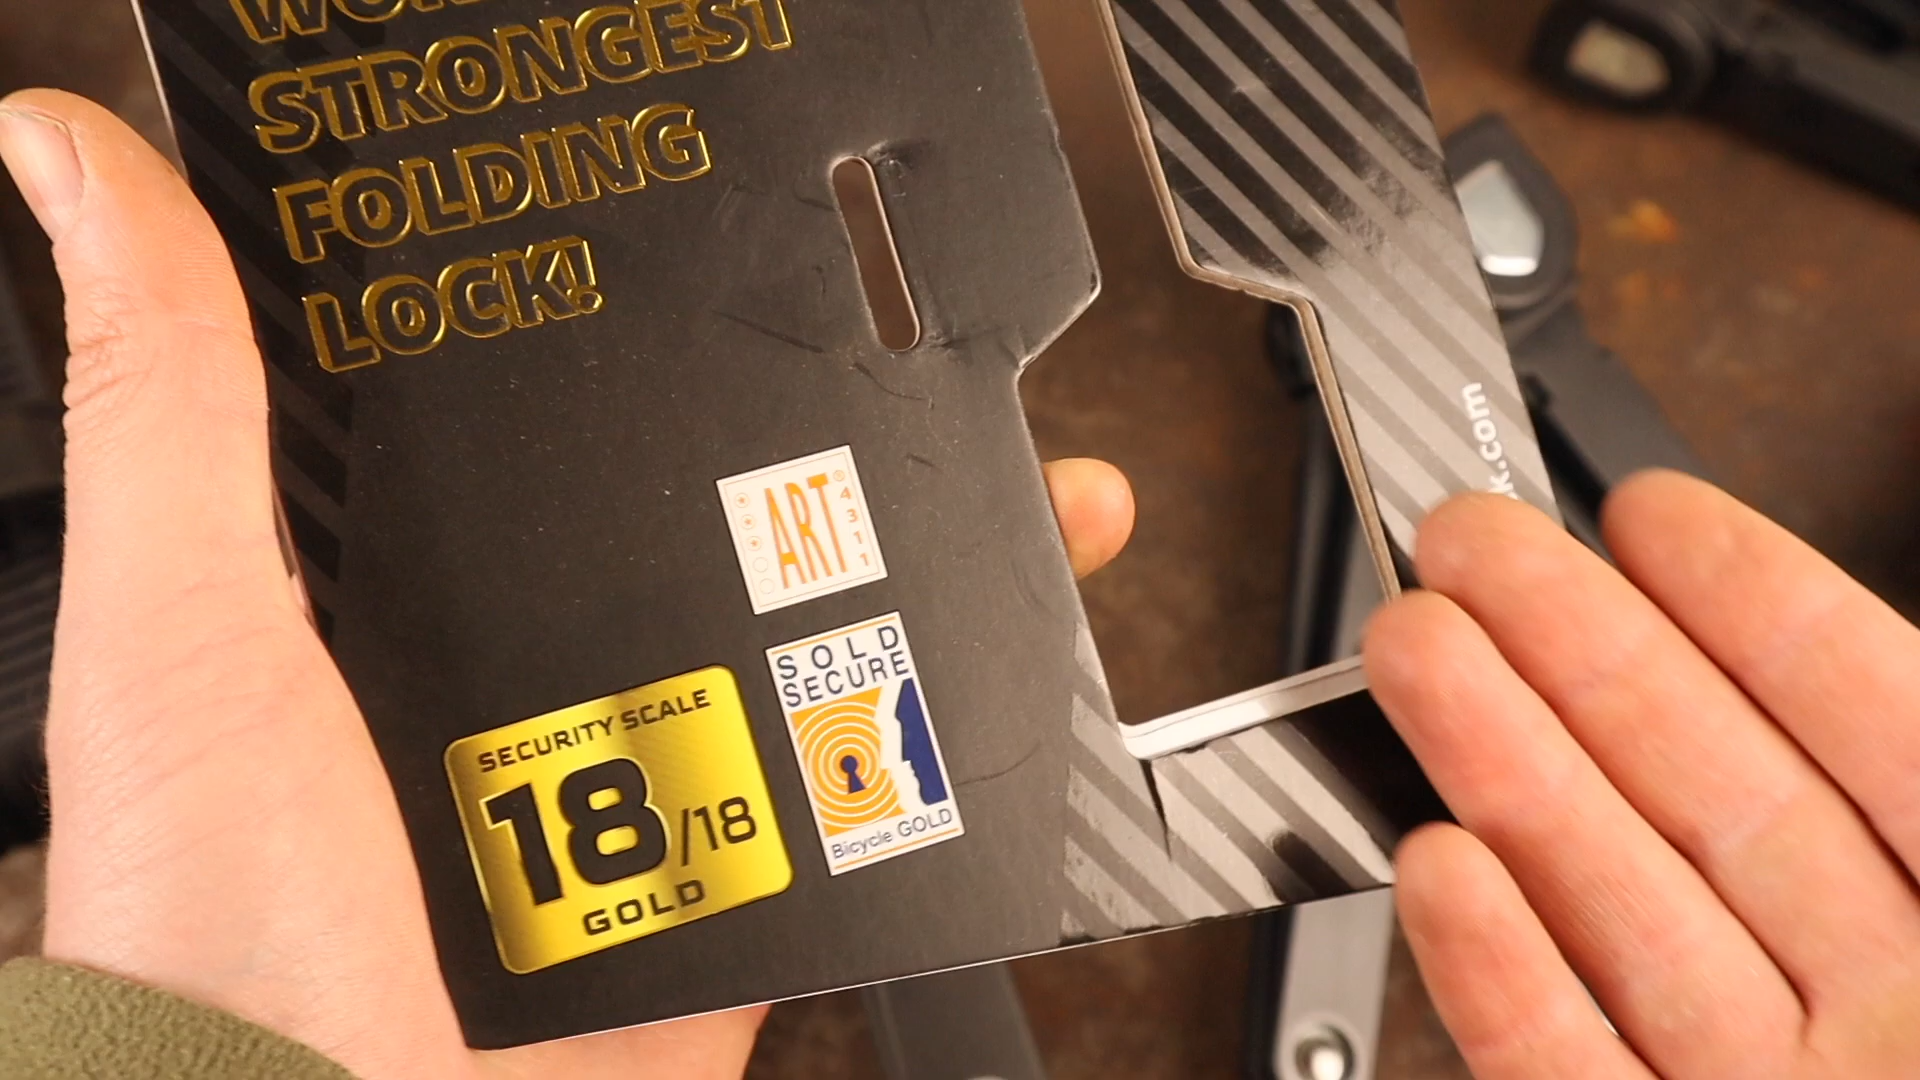 STRONGEST
FOLDING
LOCK!
k.com
ART®
4
3
1
1
SOLD
SECURE
Bicycle GOLD
SECURITY SCALE
18/18
GOLD